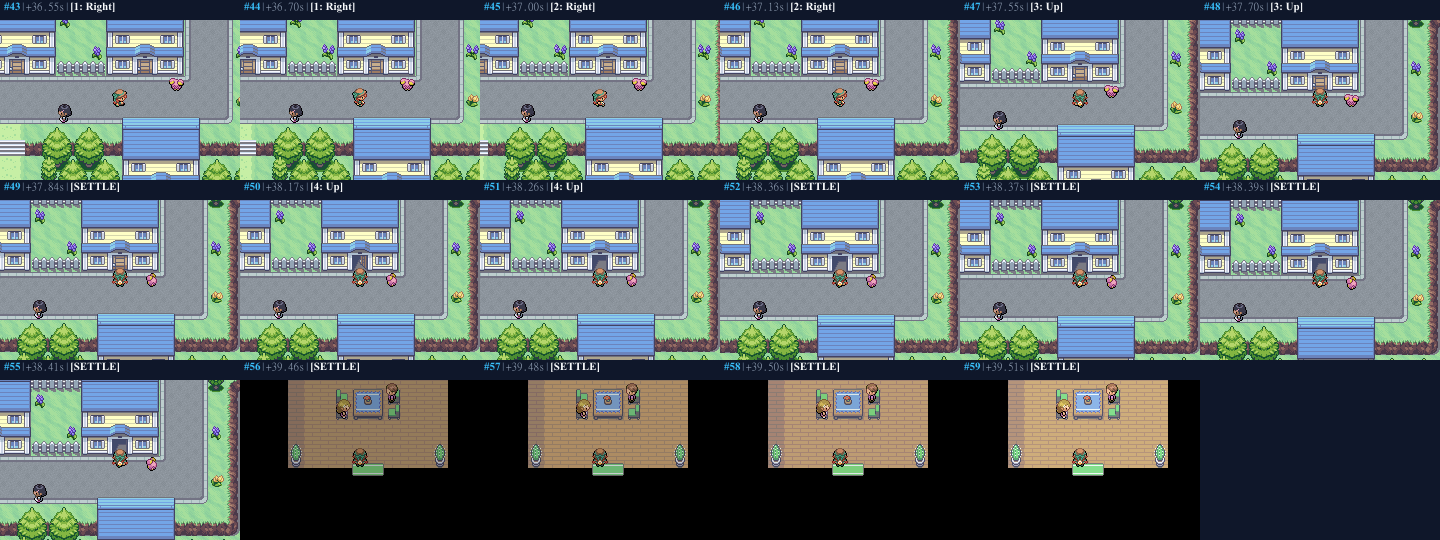 #43|+36.55s|[1: Right]
#44|+36.70s|[1: Right]
#45|+37.00s|[2: Right]
#46|+37.13s|[2: Right]
#47|+37.55s|[3: Up]
#48|+37.70s|[3: Up]
#49|+37.84s|[SETTLE]
#50|+38.17s|[4: Up]
#51|+38.26s|[4: Up]
#52|+38.36s|[SETTLE]
#53|+38.37s|[SETTLE]
#54|+38.39s|[SETTLE]
#55|+38.41s|[SETTLE]
#56|+39.46s|[SETTLE]
#57|+39.48s|[SETTLE]
#58|+39.50s|[SETTLE]
#59|+39.51s|[SETTLE]